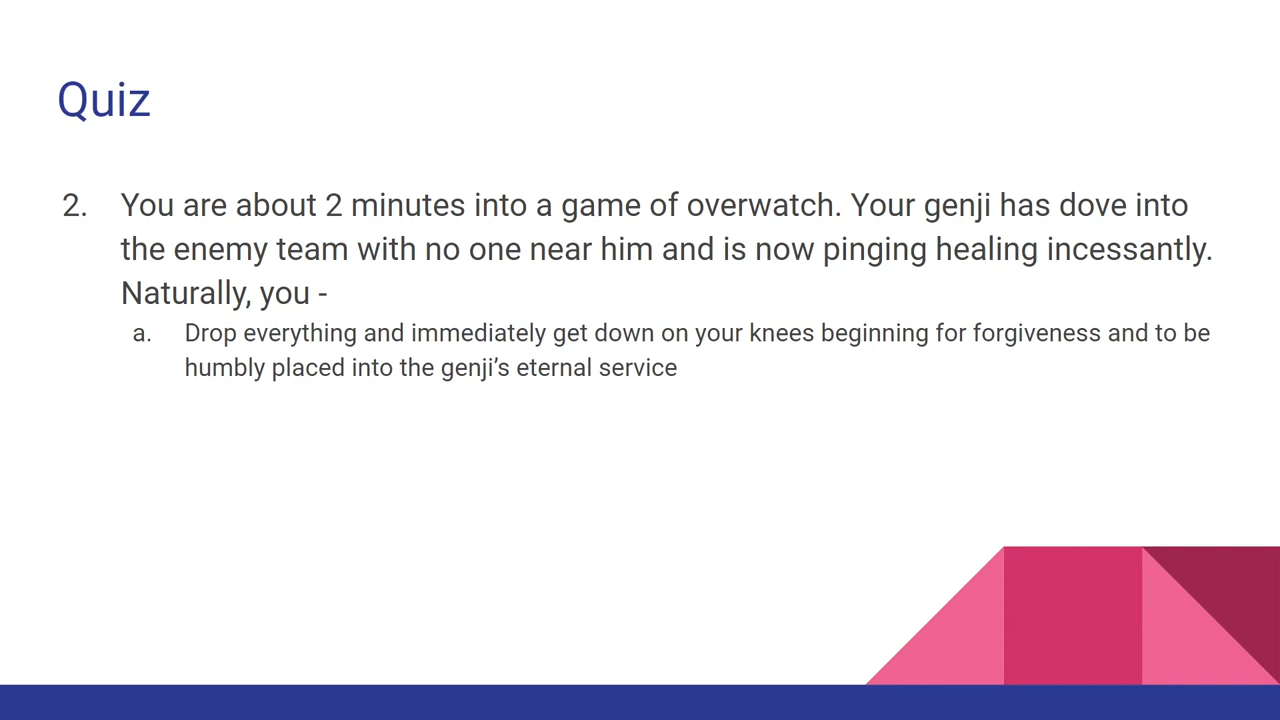 Quiz
2. You are about 2 minutes into a game of overwatch. Your genji has dove into
the enemy team with no one near him and is now pinging healing incessantly.
Naturally, you -
a. Drop everything and immediately get down on your knees beginning for forgiveness and to be
humbly placed into the genji’s eternal service